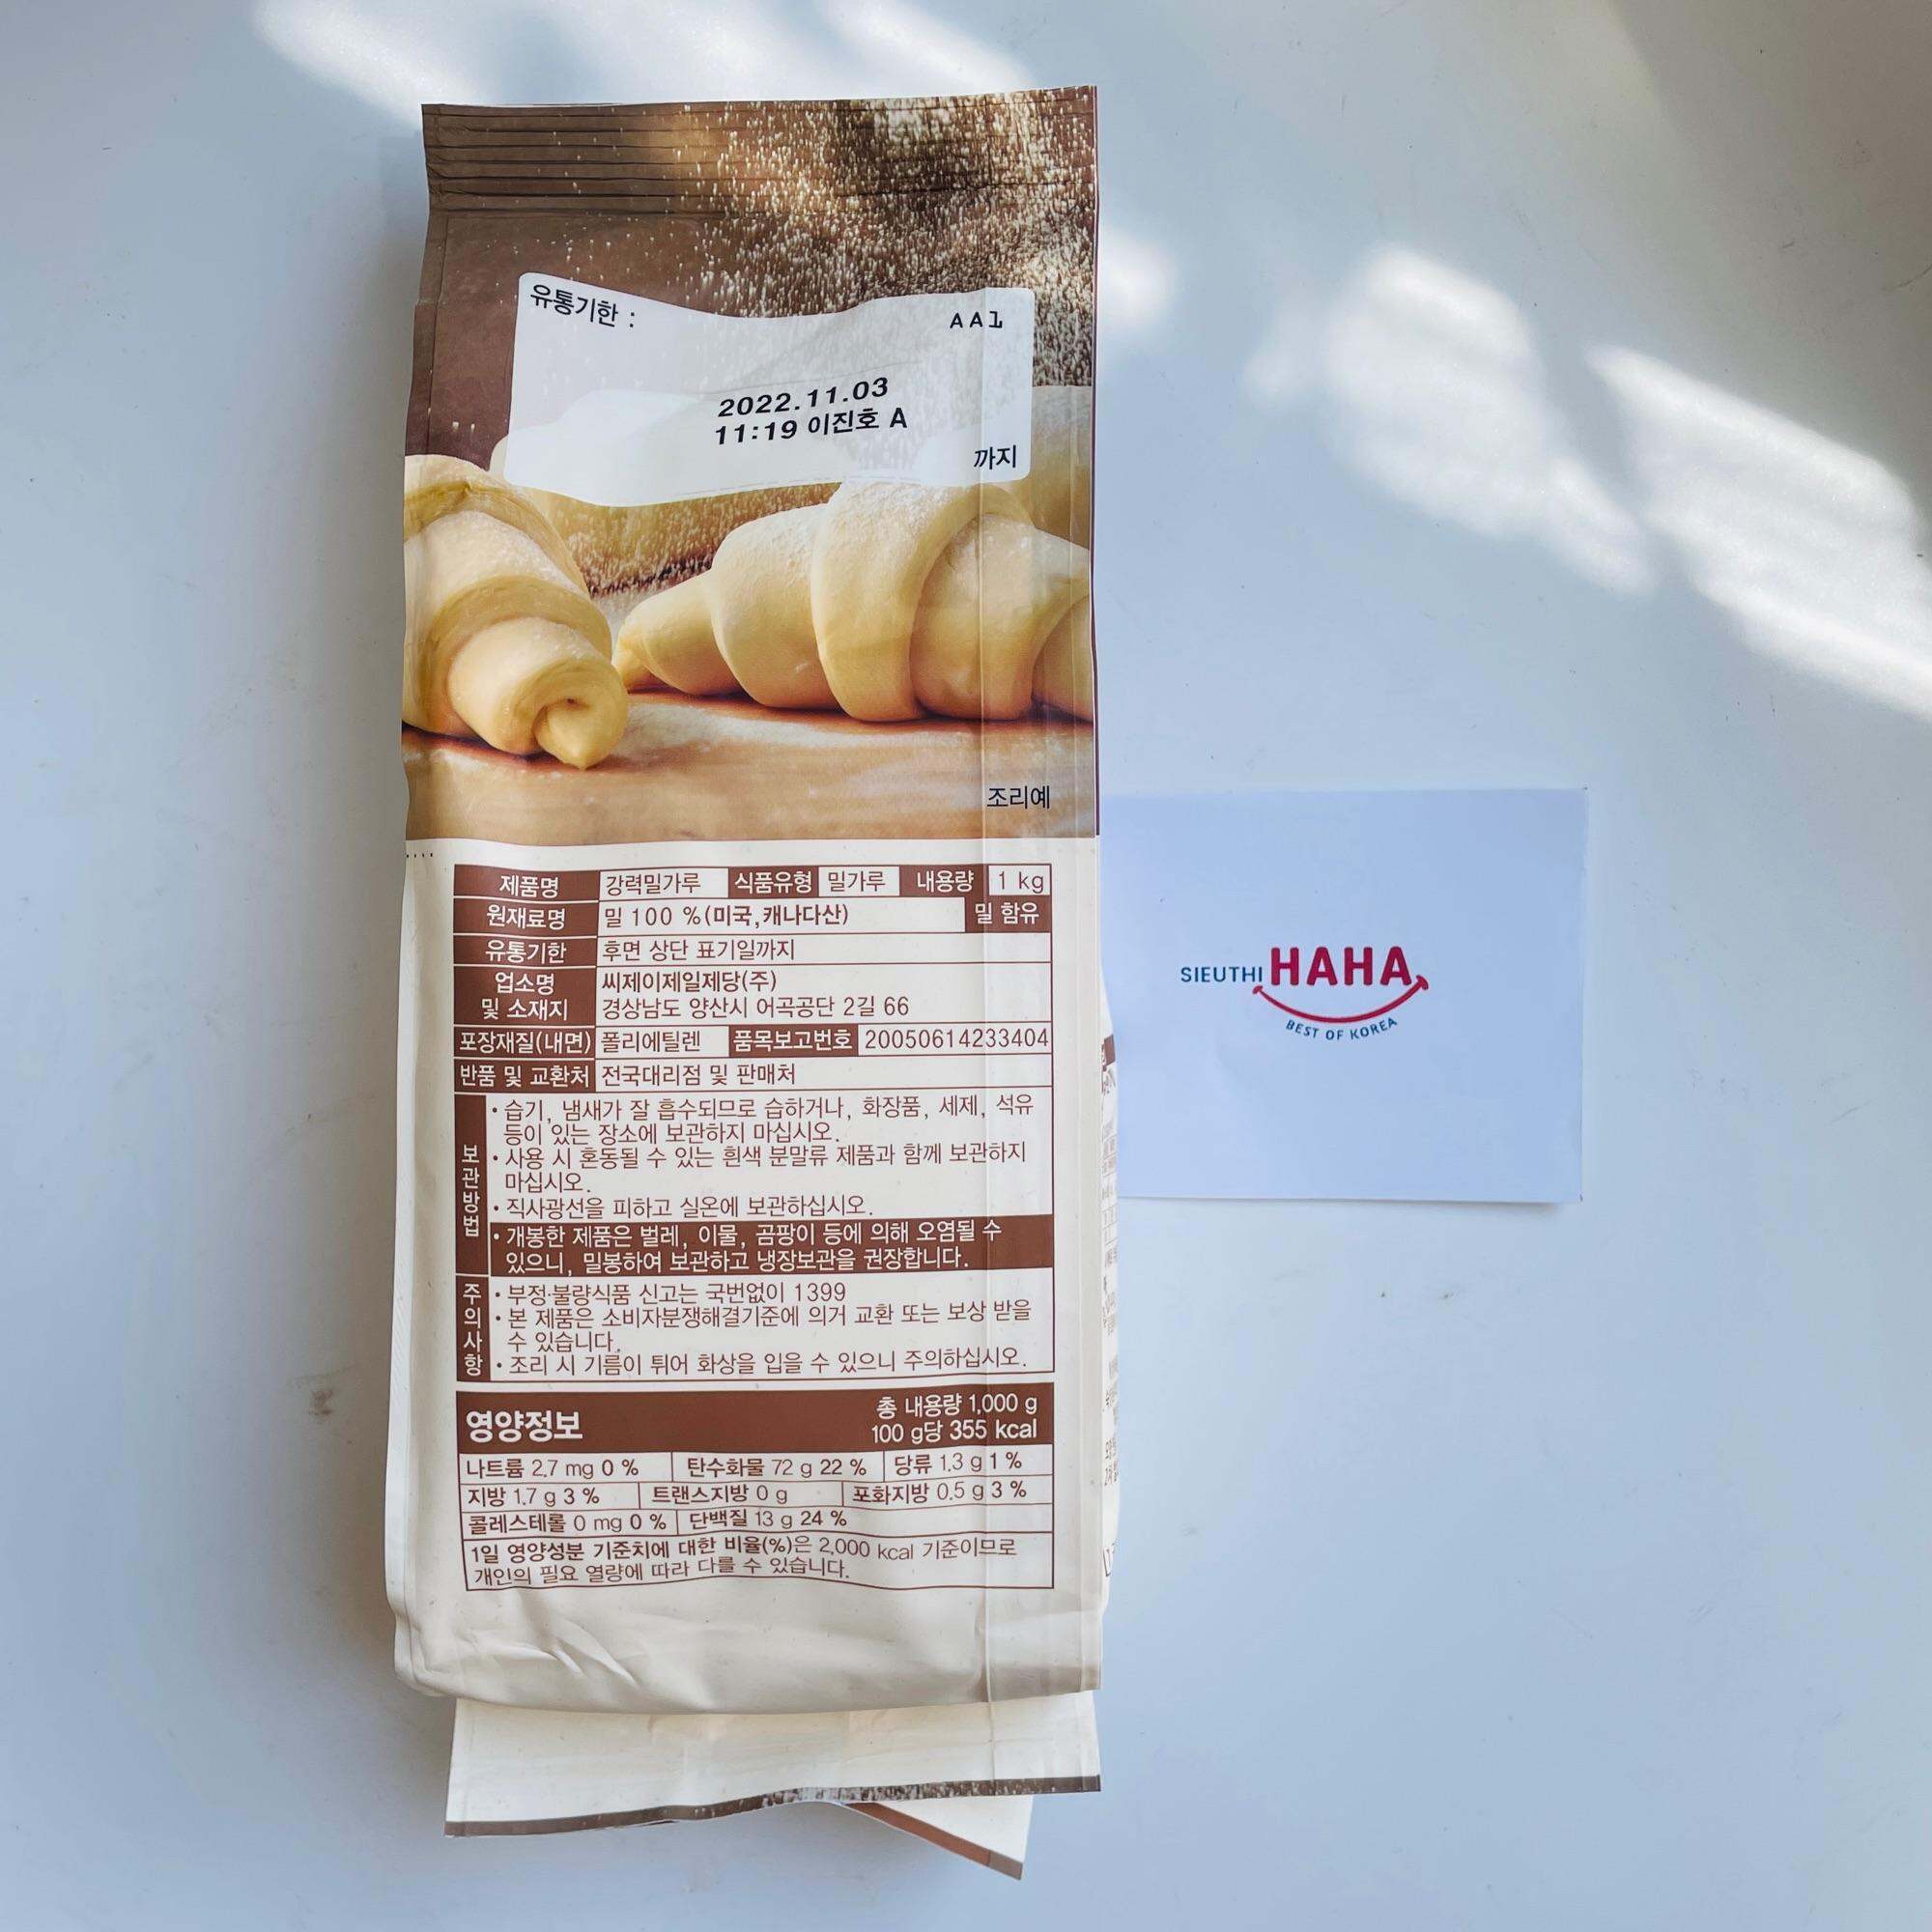 유통기한 :
AA1
2022.11.03
11:19 이진호 A
까지
조리예
제품명 강력밀가루 식품유형 밀가루 내용량 1 kg
원재료명 밀 100 %(미국,캐나다산) 밀 함유
유통기한 후면 상단 표기일까지
업소명 씨제이제일제당(주)
및 소재지 경상남도 양산시 어곡공단 2길 66
포장재질(내면) 폴리에틸렌 품목보고번호 20050614233404
반품 및 교환처 전국대리점 및 판매처
보관방법
• 습기, 냄새가 잘 흡수되므로 습하거나, 화장품, 세제, 석유
등이 있는 장소에 보관하지 마십시오.
• 사용 시 혼동될 수 있는 흰색 분말류 제품과 함께 보관하지
마십시오.
• 직사광선을 피하고 실온에 보관하십시오.
• 개봉한 제품은 벌레, 이물, 곰팡이 등에 의해 오염될 수
있으니, 밀봉하여 보관하고 냉장보관을 권장합니다.
주의사항
• 부정·불량식품 신고는 국번없이 1399
• 본 제품은 소비자분쟁해결기준에 의거 교환 또는 보상 받을
수 있습니다.
• 조리 시 기름이 튀어 화상을 입을 수 있으니 주의하십시오.
영양정보
총 내용량 1,000 g
100 g당 355 kcal
나트륨 2.7 mg 0 % 탄수화물 72 g 22 % 당류 1.3 g 1 %
지방 1.7 g 3 % 트랜스지방 0 g 포화지방 0.5 g 3 %
콜레스테롤 0 mg 0 % 단백질 13 g 24 %
1일 영양성분 기준치에 대한 비율(%)은 2,000 kcal 기준이므로
개인의 필요 열량에 따라 다를 수 있습니다.
SIEUTHI HAHA
BEST OF KOREA